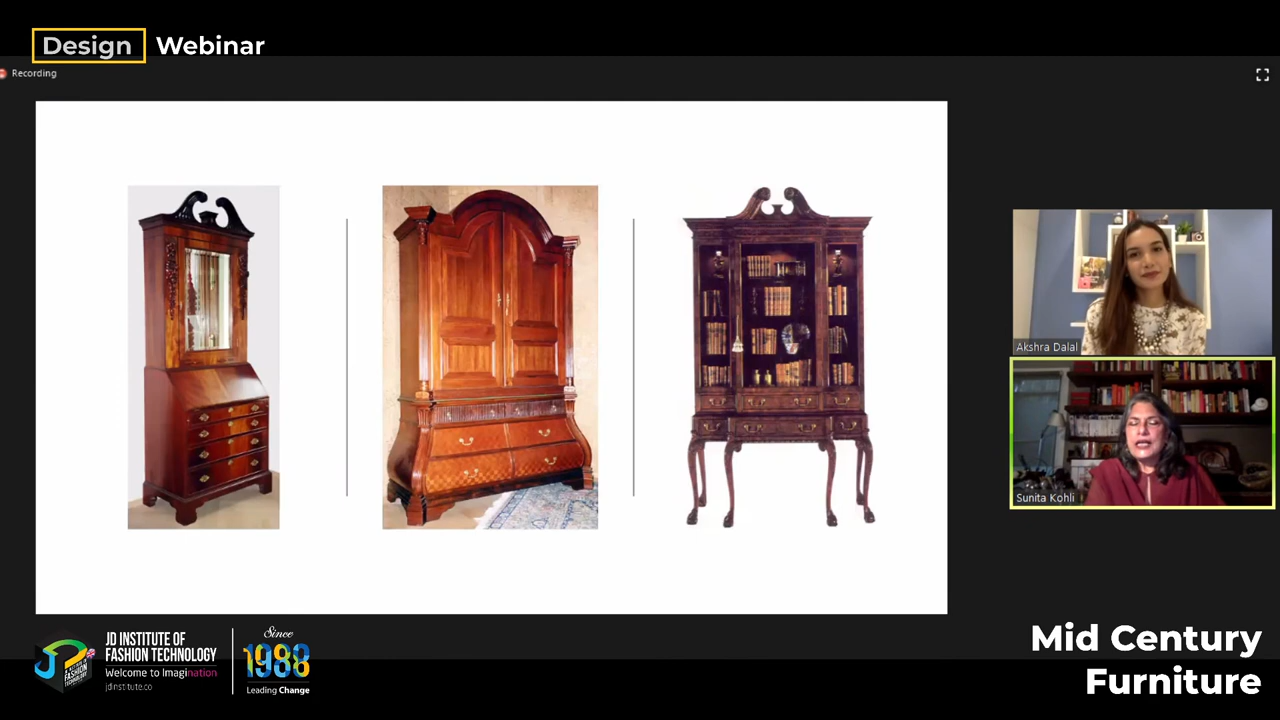 Design Webinar
Recording
Akshra Dalal
Sunita Kohli
JD INSTITUTE OF
FASHION TECHNOLOGY
Welcome to Imagination
jdinstitute.co
Since
1988
Leading Change
Mid Century
Furniture